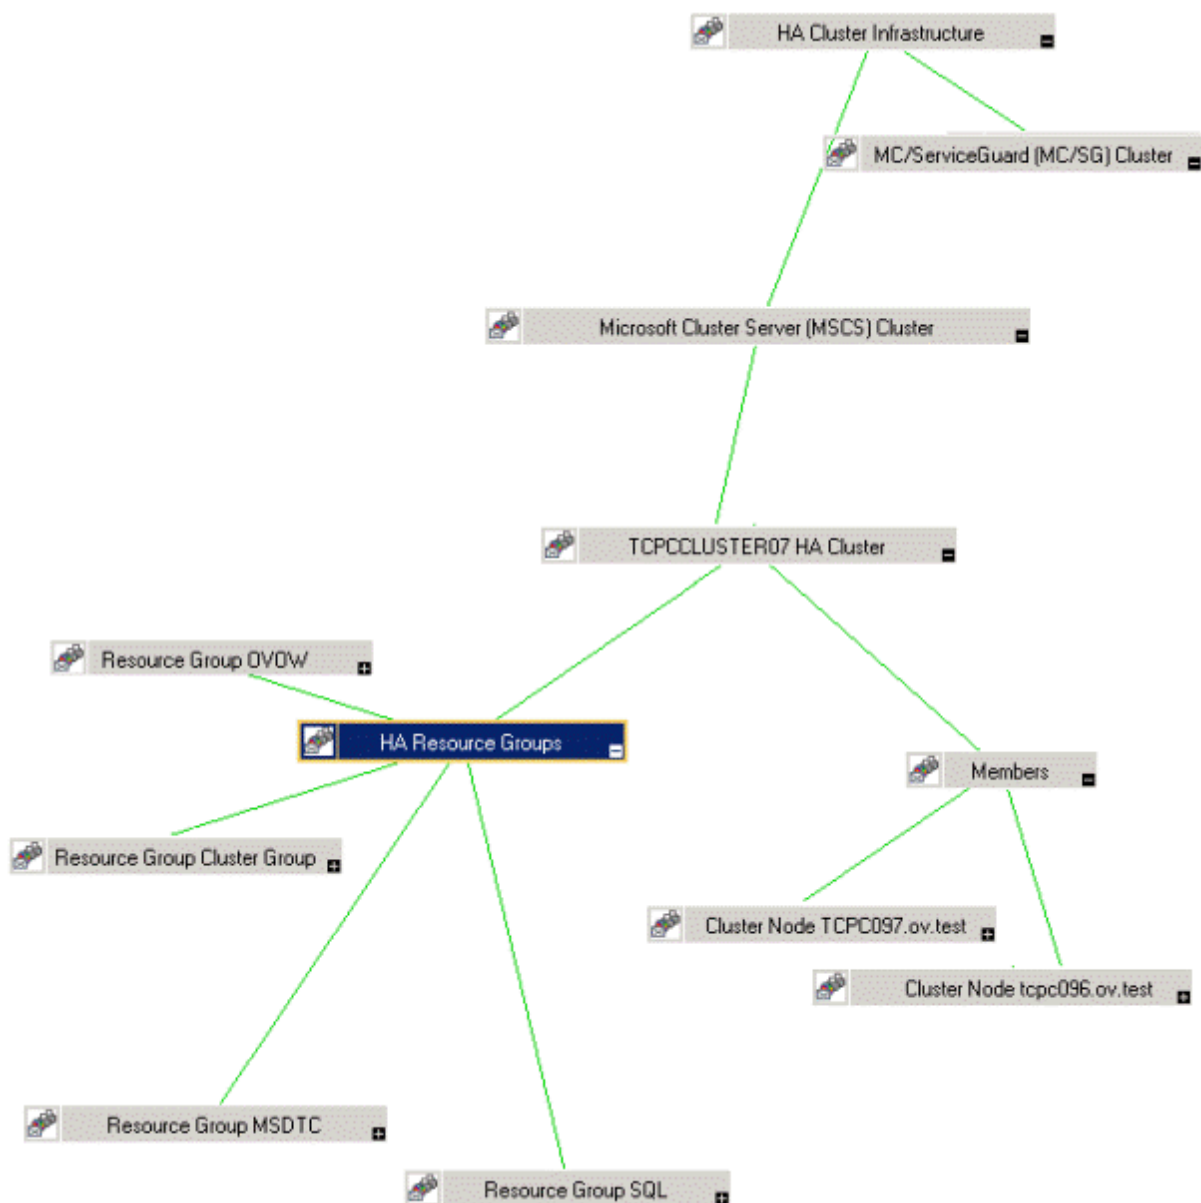 HA Cluster Infrastructure
MC/ServiceGuard (MC/SG) Cluster
Microsoft Cluster Server (MSCS) Cluster
TCPCCLUSTER07 HA Cluster
Resource Group OVOW
HA Resource Groups
Members
Resource Group Cluster Group
Cluster Node TCPC097.ov.test
Cluster Node tcpc096.ov.test
Resource Group MSDTC
Resource Group SQL